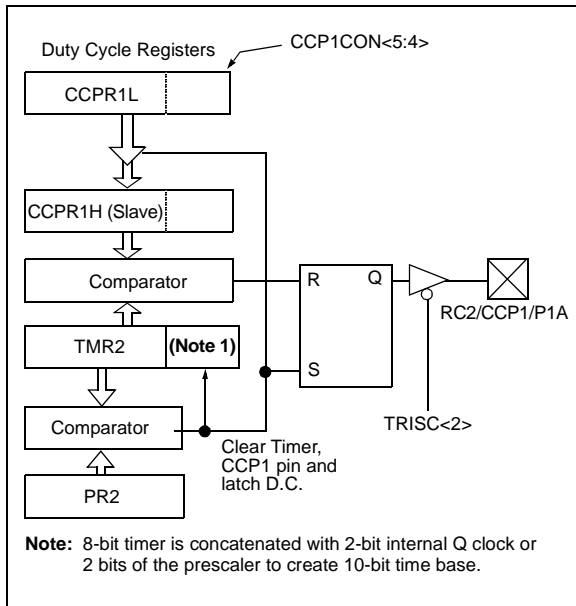 Duty Cycle Registers
CCP1CON<5:4>
CCPR1L
CCPR1H (Slave)
Comparator
R
Q
RC2/CCP1/P1A
TMR2
(Note 1)
S
TRISC<2>
Comparator
Clear Timer,
CCP1 pin and
latch D.C.
PR2
Note: 8-bit timer is concatenated with 2-bit internal Q clock or
2 bits of the prescaler to create 10-bit time base.